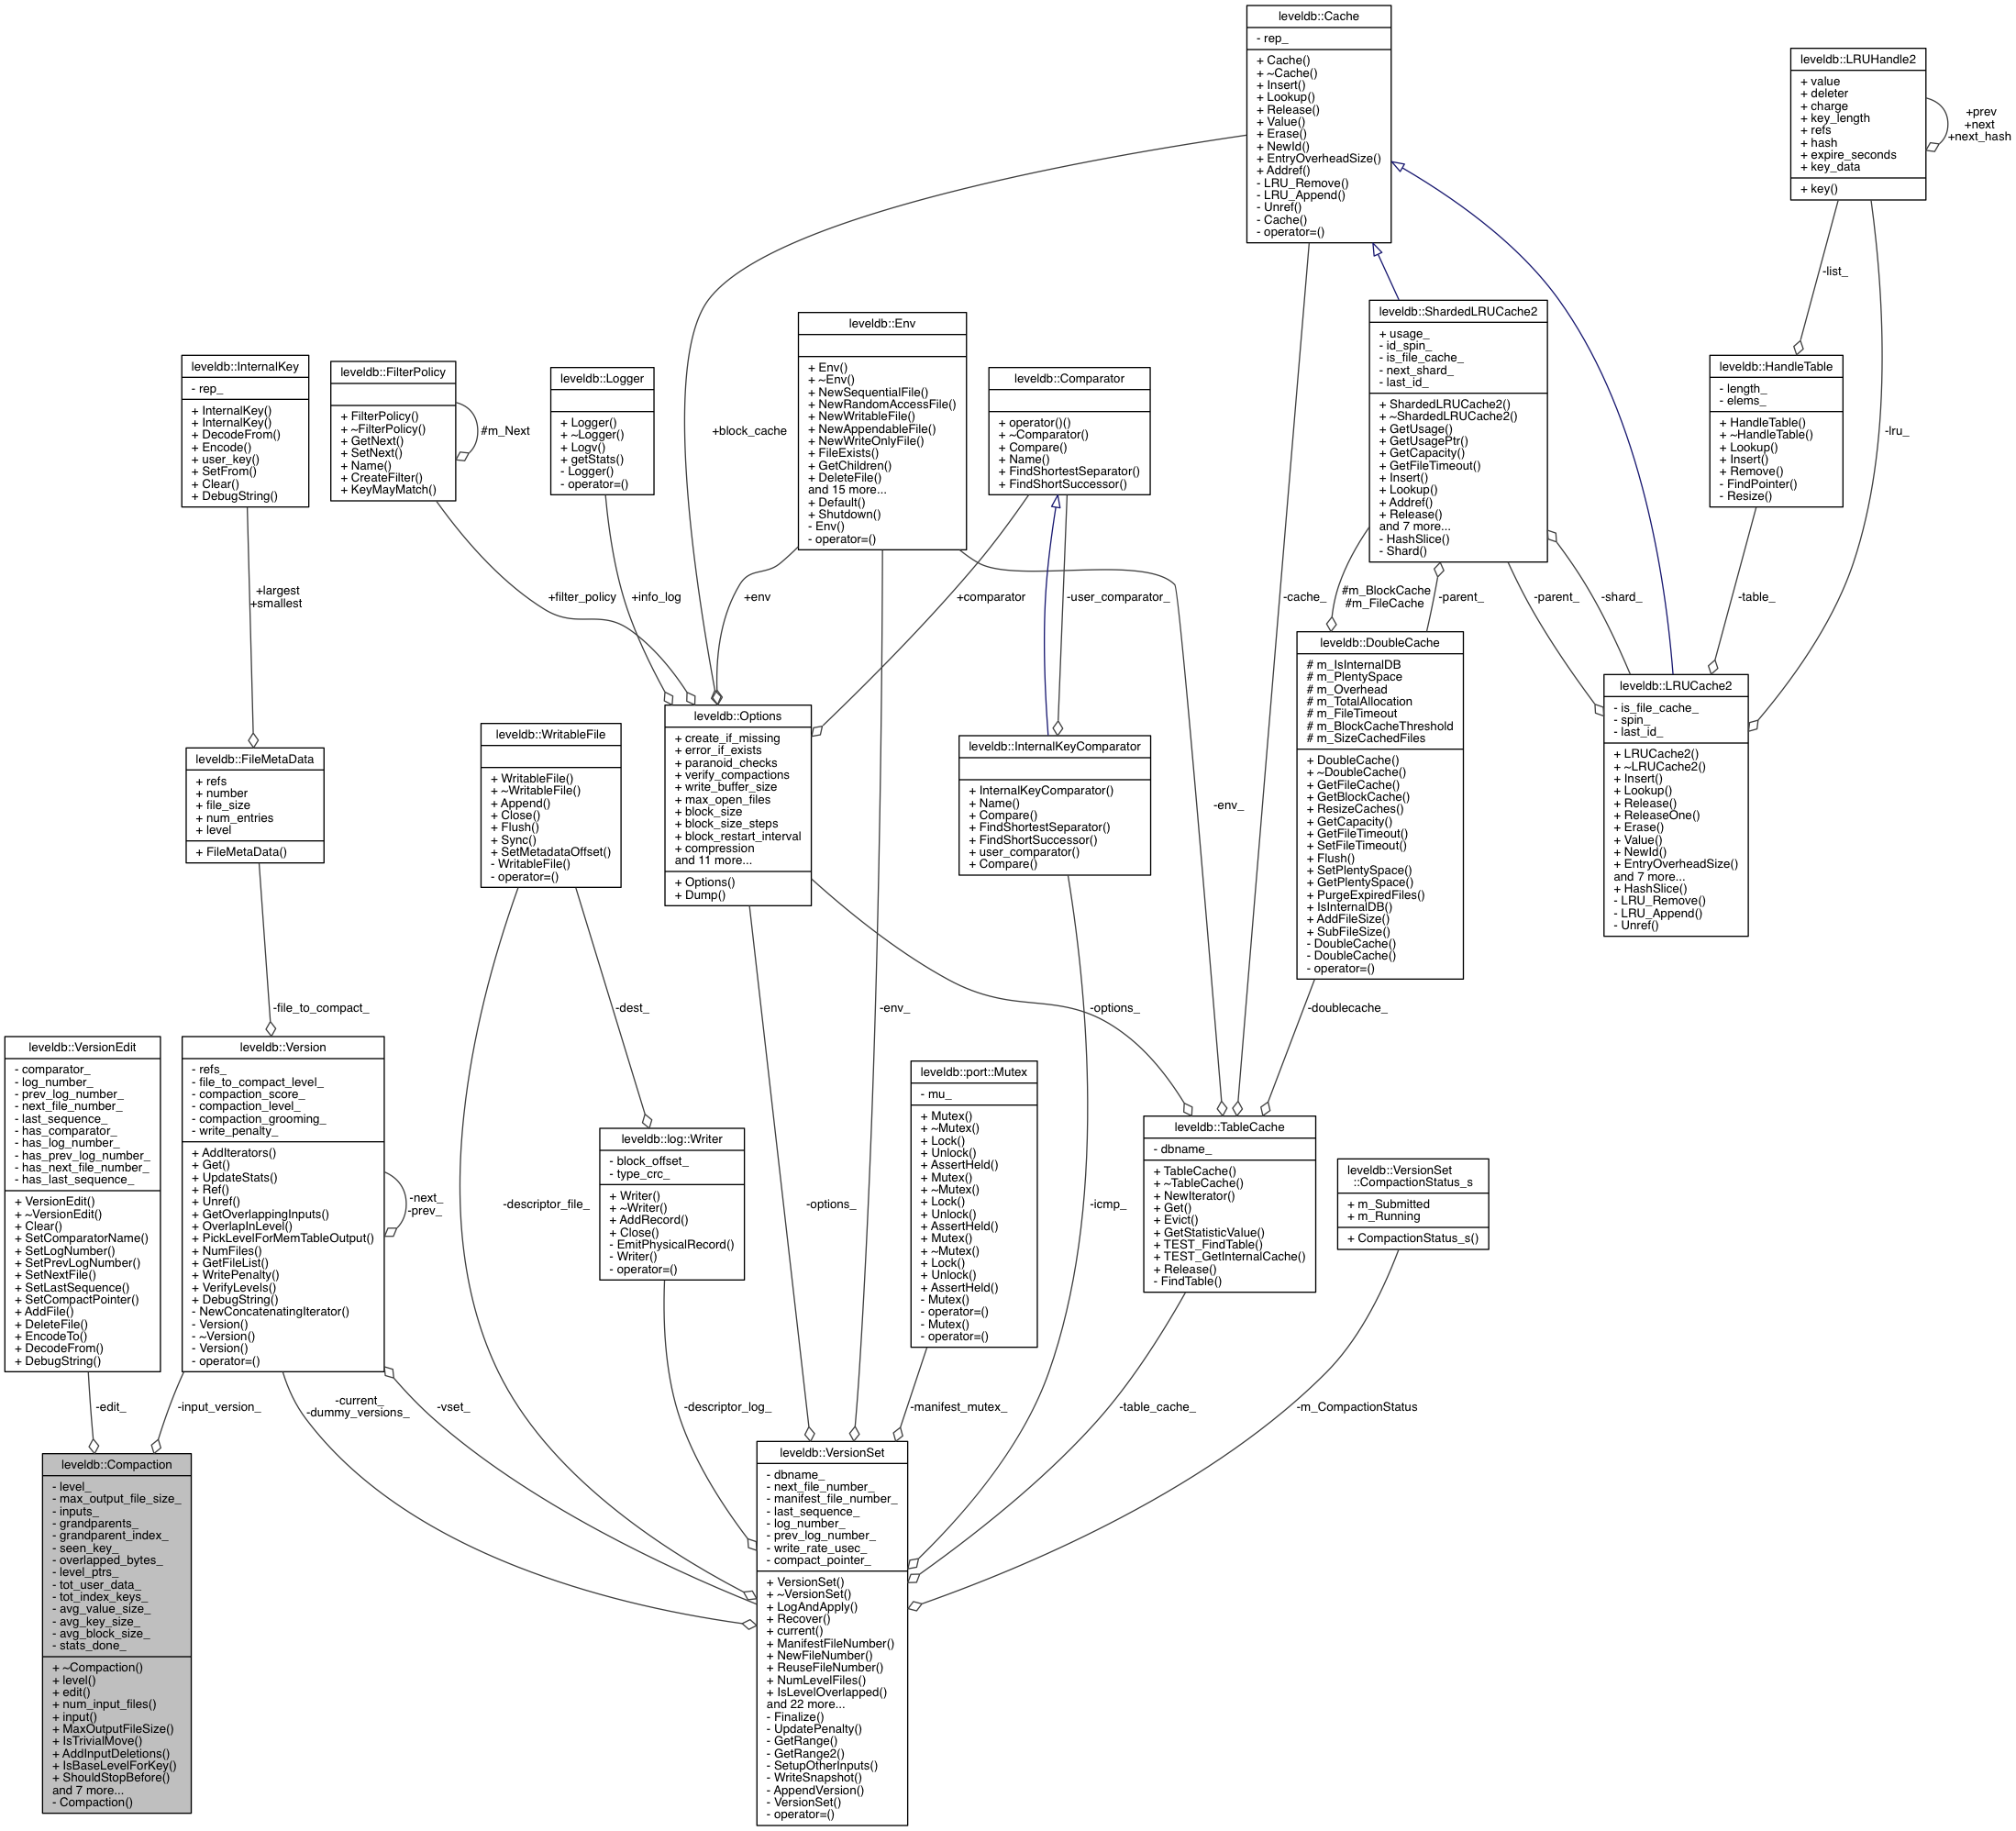 leveldb::Cache
- rep_
+ Cache()
+ ~Cache()
+ Insert()
+ Lookup()
+ Release()
+ Value()
+ Erase()
+ NewId()
+ EntryOverheadSize()
+ Addref()
- LRU_Remove()
- LRU_Append()
- Unref()
- Cache()
- operator=()
leveldb::LRUHandle2
+ value
+ deleter
+ charge
+ key_length
+ refs
+ hash
+ expire_seconds
+ key_data
+ key()
+prev
+next
+next_hash
leveldb::ShardedLRUCache2
+ usage_
- id_spin_
- is_file_cache_
- next_shard_
- last_id_
+ ShardedLRUCache2()
+ ~ShardedLRUCache2()
+ GetUsage()
+ GetUsagePtr()
+ GetCapacity()
+ GetFileTimeout()
+ Insert()
+ Lookup()
+ Addref()
+ Release()
and 7 more...
- HashSlice()
- Shard()
-list_
leveldb::HandleTable
- length_
- elems_
+ HandleTable()
+ ~HandleTable()
+ Lookup()
+ Insert()
+ Remove()
- FindPointer()
- Resize()
-lru_
leveldb::Env
+ Env()
+ ~Env()
+ NewSequentialFile()
+ NewRandomAccessFile()
+ NewWritableFile()
+ NewAppendableFile()
+ NewWriteOnlyFile()
+ FileExists()
+ GetChildren()
+ DeleteFile()
and 15 more...
+ Default()
+ Shutdown()
- Env()
- operator=()
leveldb::InternalKey
- rep_
+ InternalKey()
+ InternalKey()
+ DecodeFrom()
+ Encode()
+ user_key()
+ SetFrom()
+ Clear()
+ DebugString()
leveldb::FilterPolicy
+ FilterPolicy()
+ ~FilterPolicy()
+ GetNext()
+ SetNext()
+ Name()
+ CreateFilter()
+ KeyMayMatch()
#m_Next
leveldb::Logger
+ Logger()
+ ~Logger()
+ Logv()
+ getStats()
- Logger()
- operator=()
+block_cache
leveldb::Comparator
+ operator()()
+ ~Comparator()
+ Compare()
+ Name()
+ FindShortestSeparator()
+ FindShortSuccessor()
+largest
+smallest
+filter_policy
+info_log
+env
+comparator
-user_comparator_
-cache_
#m_BlockCache
#m_FileCache
-parent_
-parent_
-shard_
-table_
leveldb::DoubleCache
# m_IsInternalDB
# m_PlentySpace
# m_Overhead
# m_TotalAllocation
# m_FileTimeout
# m_BlockCacheThreshold
# m_SizeCachedFiles
+ DoubleCache()
+ ~DoubleCache()
+ GetFileCache()
+ GetBlockCache()
+ ResizeCaches()
+ GetCapacity()
+ GetFileTimeout()
+ SetFileTimeout()
+ Flush()
+ SetPlentySpace()
+ GetPlentySpace()
+ PurgeExpiredFiles()
+ IsInternalDB()
+ AddFileSize()
+ SubFileSize()
- DoubleCache()
- DoubleCache()
- operator=()
leveldb::LRUCache2
- is_file_cache_
- spin_
- last_id_
+ LRUCache2()
+ ~LRUCache2()
+ Insert()
+ Lookup()
+ Release()
+ ReleaseOne()
+ Erase()
+ Value()
+ NewId()
+ EntryOverheadSize()
and 7 more...
+ HashSlice()
- LRU_Remove()
- LRU_Append()
- Unref()
leveldb::Options
+ create_if_missing
+ error_if_exists
+ paranoid_checks
+ verify_compactions
+ write_buffer_size
+ max_open_files
+ block_size
+ block_size_steps
+ block_restart_interval
+ compression
and 11 more...
+ Options()
+ Dump()
leveldb::WritableFile
+ WritableFile()
+ ~WritableFile()
+ Append()
+ Close()
+ Flush()
+ Sync()
+ SetMetadataOffset()
- WritableFile()
- operator=()
leveldb::InternalKeyComparator
+ InternalKeyComparator()
+ Name()
+ Compare()
+ FindShortestSeparator()
+ FindShortSuccessor()
+ user_comparator()
+ Compare()
leveldb::FileMetaData
+ refs
+ number
+ file_size
+ num_entries
+ level
+ FileMetaData()
-env_
-file_to_compact_
-dest_
-env_
-options_
-doublecache_
leveldb::VersionEdit
- comparator_
- log_number_
- prev_log_number_
- next_file_number_
- last_sequence_
- has_comparator_
- has_log_number_
- has_prev_log_number_
- has_next_file_number_
- has_last_sequence_
+ VersionEdit()
+ ~VersionEdit()
+ Clear()
+ SetComparatorName()
+ SetLogNumber()
+ SetPrevLogNumber()
+ SetNextFile()
+ SetLastSequence()
+ SetCompactPointer()
+ AddFile()
+ DeleteFile()
+ EncodeTo()
+ DecodeFrom()
+ DebugString()
leveldb::Version
- refs_
- file_to_compact_level_
- compaction_score_
- compaction_level_
- compaction_grooming_
- write_penalty_
+ AddIterators()
+ Get()
+ UpdateStats()
+ Ref()
+ Unref()
+ GetOverlappingInputs()
+ OverlapInLevel()
+ PickLevelForMemTableOutput()
+ NumFiles()
+ GetFileList()
+ WritePenalty()
+ VerifyLevels()
+ DebugString()
- NewConcatenatingIterator()
- Version()
- ~Version()
- Version()
- operator=()
-next_
-prev_
-descriptor_file_
leveldb::log::Writer
- block_offset_
- type_crc_
+ Writer()
+ ~Writer()
+ AddRecord()
+ Close()
- EmitPhysicalRecord()
- Writer()
- operator=()
-options_
leveldb::port::Mutex
- mu_
+ Mutex()
+ ~Mutex()
+ Lock()
+ Unlock()
+ AssertHeld()
+ Mutex()
+ ~Mutex()
+ Lock()
+ Unlock()
+ AssertHeld()
+ Mutex()
+ ~Mutex()
+ Lock()
+ Unlock()
+ AssertHeld()
- Mutex()
- operator=()
- Mutex()
- operator=()
-icmp_
leveldb::TableCache
- dbname_
+ TableCache()
+ ~TableCache()
+ NewIterator()
+ Get()
+ Evict()
+ GetStatisticValue()
+ TEST_FindTable()
+ TEST_GetInternalCache()
+ Release()
- FindTable()
leveldb::VersionSet
::CompactionStatus_s
+ m_Submitted
+ m_Running
+ CompactionStatus_s()
-edit_
-input_version_
-current_
-dummy_versions_
-vset_
-descriptor_log_
-manifest_mutex_
-table_cache_
-m_CompactionStatus
leveldb::Compaction
- level_
- max_output_file_size_
- inputs_
- grandparents_
- grandparent_index_
- seen_key_
- overlapped_bytes_
- level_ptrs_
- tot_user_data_
- tot_index_keys_
- avg_value_size_
- avg_key_size_
- avg_block_size_
- stats_done_
+ ~Compaction()
+ level()
+ edit()
+ num_input_files()
+ input()
+ MaxOutputFileSize()
+ IsTrivialMove()
+ AddInputDeletions()
+ IsBaseLevelForKey()
+ ShouldStopBefore()
and 7 more...
- Compaction()
leveldb::VersionSet
- dbname_
- next_file_number_
- manifest_file_number_
- last_sequence_
- log_number_
- prev_log_number_
- write_rate_usec_
- compact_pointer_
+ VersionSet()
+ ~VersionSet()
+ LogAndApply()
+ Recover()
+ current()
+ ManifestFileNumber()
+ NewFileNumber()
+ ReuseFileNumber()
+ NumLevelFiles()
+ IsLevelOverlapped()
and 22 more...
- Finalize()
- UpdatePenalty()
- GetRange()
- GetRange2()
- SetupOtherInputs()
- WriteSnapshot()
- AppendVersion()
- VersionSet()
- operator=()